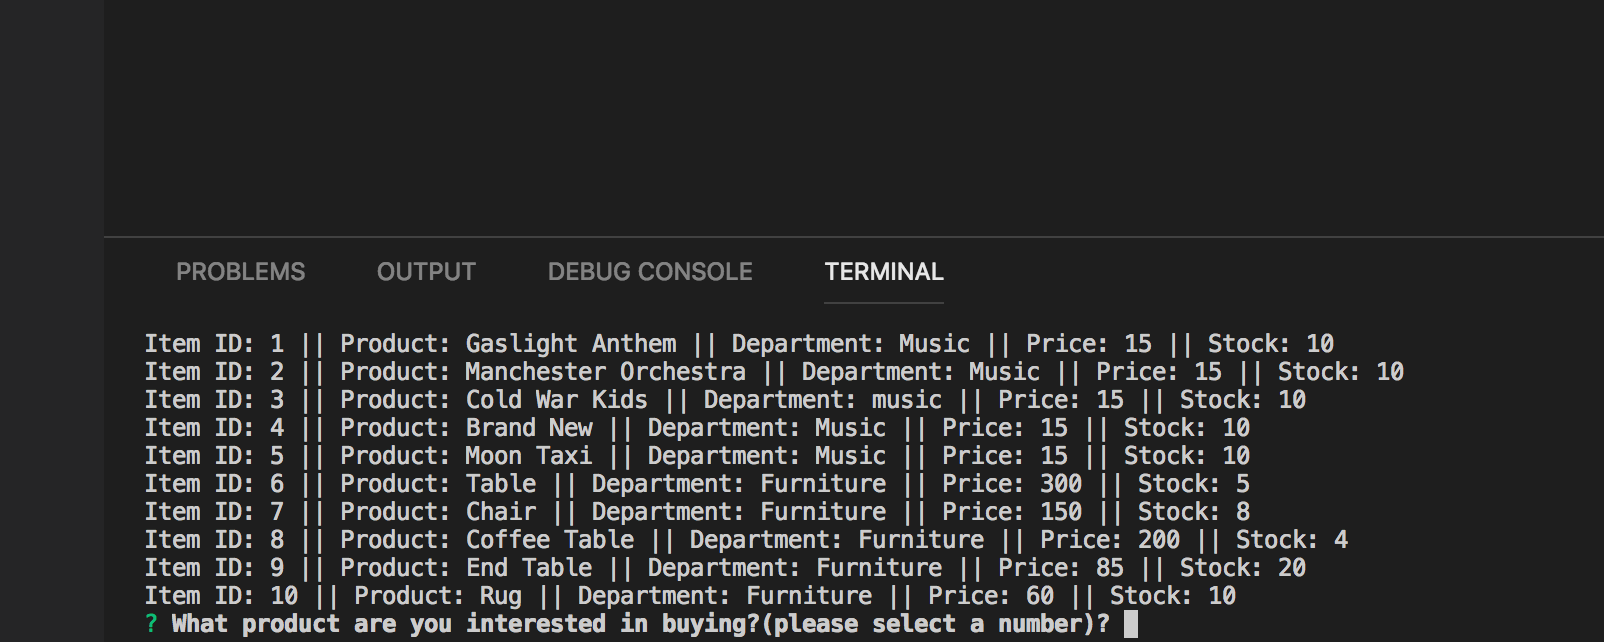 PROBLEMS OUTPUT DEBUG CONSOLE TERMINAL
Item ID: 1 || Product: Gaslight Anthem || Department: Music || Price: 15 || Stock: 10
Item ID: 2 || Product: Manchester Orchestra || Department: Music || Price: 15 || Stock: 10
Item ID: 3 || Product: Cold War Kids || Department: music || Price: 15 || Stock: 10
Item ID: 4 || Product: Brand New || Department: Music || Price: 15 || Stock: 10
Item ID: 5 || Product: Moon Taxi || Department: Music || Price: 15 || Stock: 10
Item ID: 6 || Product: Table || Department: Furniture || Price: 300 || Stock: 5
Item ID: 7 || Product: Chair || Department: Furniture || Price: 150 || Stock: 8
Item ID: 8 || Product: Coffee Table || Department: Furniture || Price: 200 || Stock: 4
Item ID: 9 || Product: End Table || Department: Furniture || Price: 85 || Stock: 20
Item ID: 10 || Product: Rug || Department: Furniture || Price: 60 || Stock: 10
? What product are you interested in buying?(please select a number)?